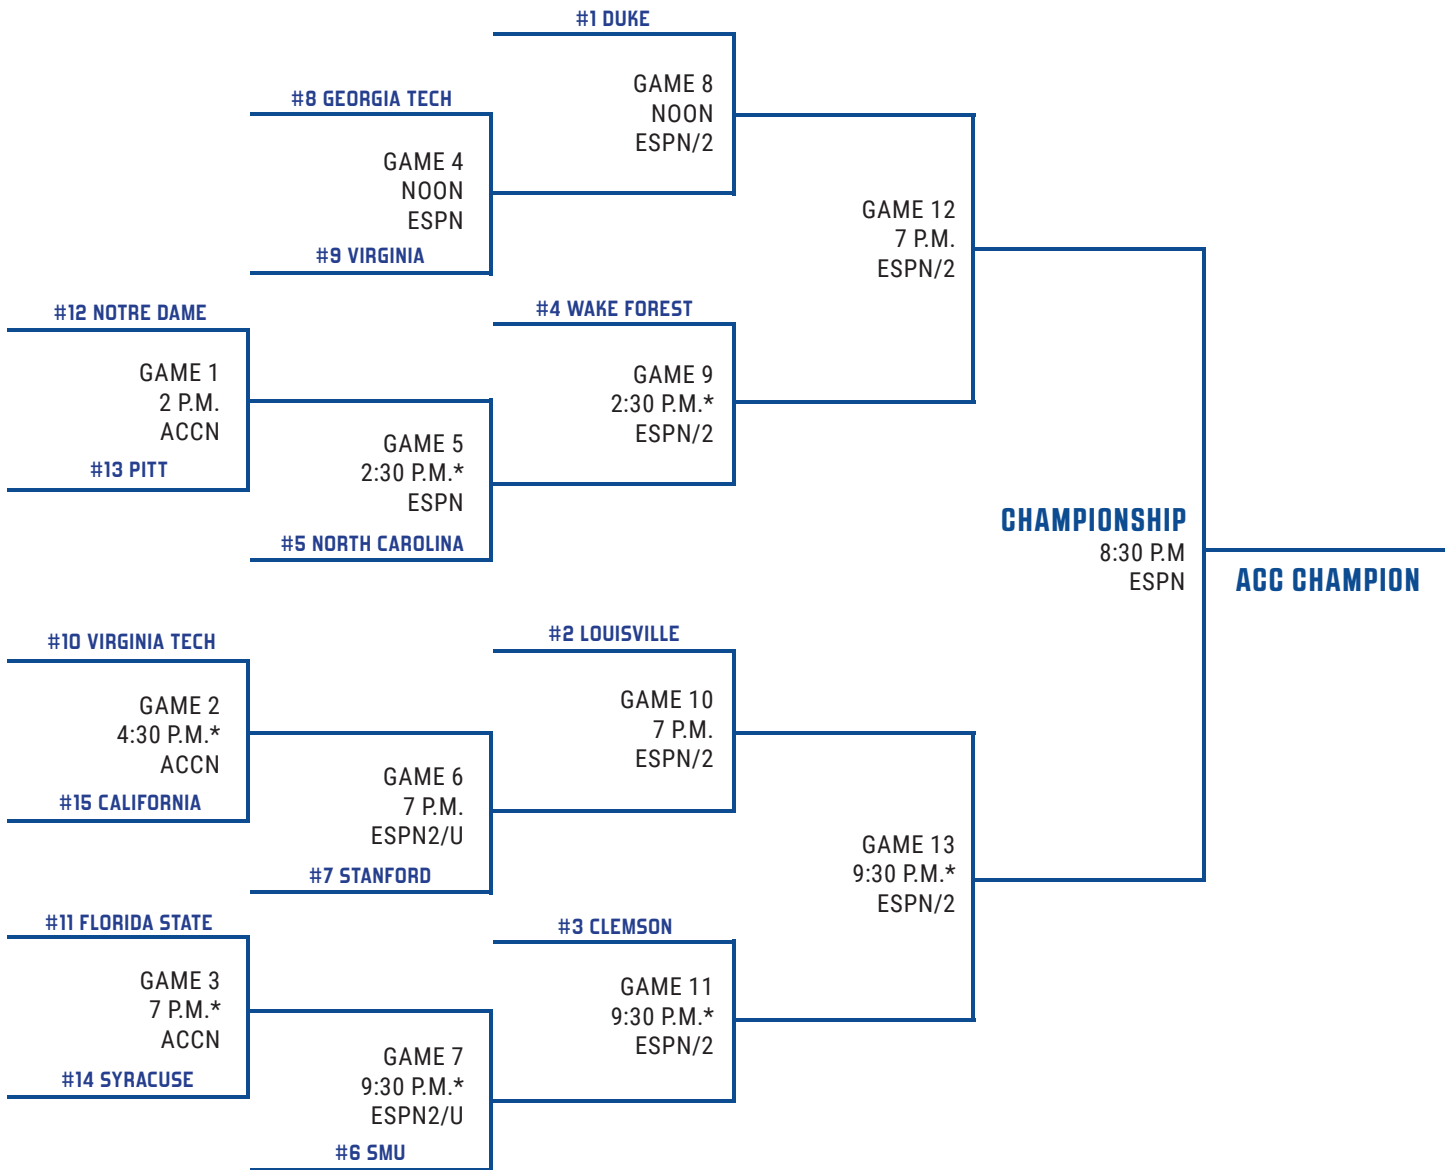 #1 DUKE
GAME 8
NOON
ESPN/2
#8 GEORGIA TECH
GAME 4
NOON
ESPN
#9 VIRGINIA
GAME 12
7 P.M.
ESPN/2
#12 NOTRE DAME
GAME 1
2 P.M.
ACCN
#13 PITT
#4 WAKE FOREST
GAME 9
2:30 P.M.*
ESPN/2
GAME 5
2:30 P.M.*
ESPN
#5 NORTH CAROLINA
CHAMPIONSHIP
8:30 P.M
ESPN
ACC CHAMPION
#10 VIRGINIA TECH
GAME 2
4:30 P.M.*
ACCN
#15 CALIFORNIA
#2 LOUISVILLE
GAME 10
7 P.M.
ESPN/2
GAME 6
7 P.M.
ESPN2/U
#7 STANFORD
GAME 13
9:30 P.M.*
ESPN/2
#11 FLORIDA STATE
GAME 3
7 P.M.*
ACCN
#14 SYRACUSE
#3 CLEMSON
GAME 11
9:30 P.M.*
ESPN/2
GAME 7
9:30 P.M.*
ESPN2/U
#6 SMU